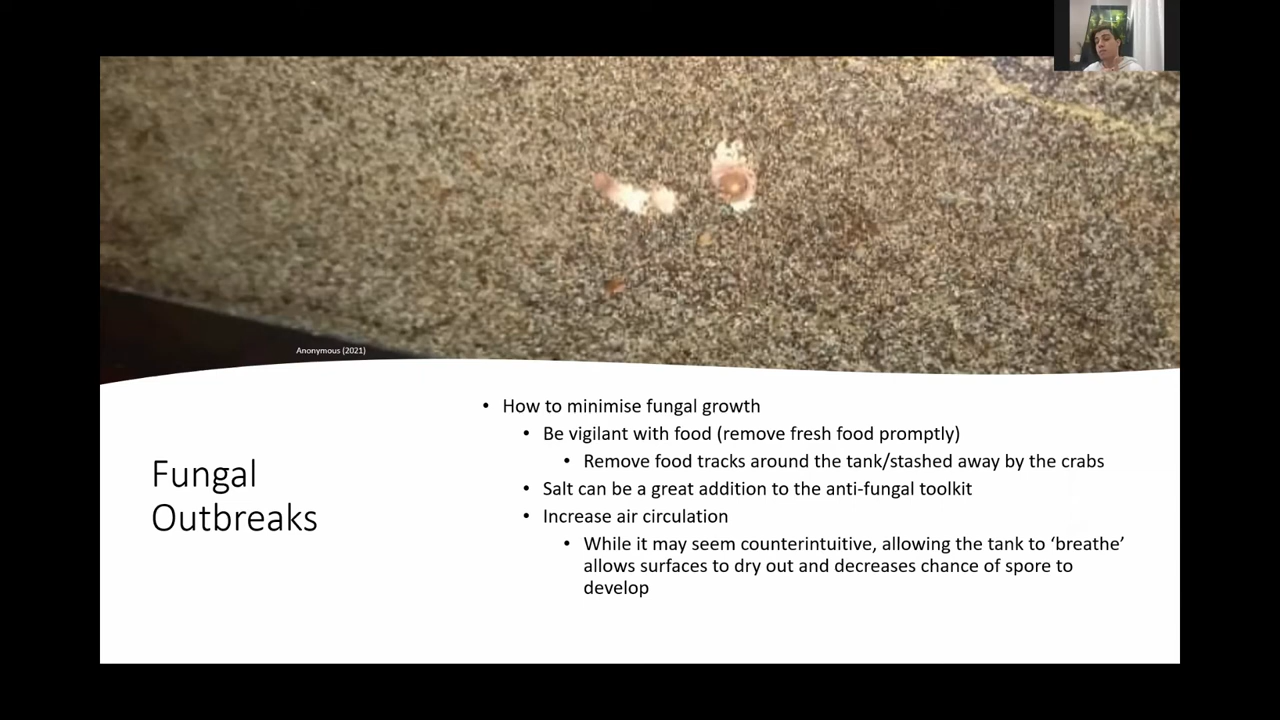 Anonymous (2021)
Fungal
Outbreaks
• How to minimise fungal growth
• Be vigilant with food (remove fresh food promptly)
• Remove food tracks around the tank/stashed away by the crabs
• Salt can be a great addition to the anti-fungal toolkit
• Increase air circulation
• While it may seem counterintuitive, allowing the tank to ‘breathe’
allows surfaces to dry out and decreases chance of spore to
develop